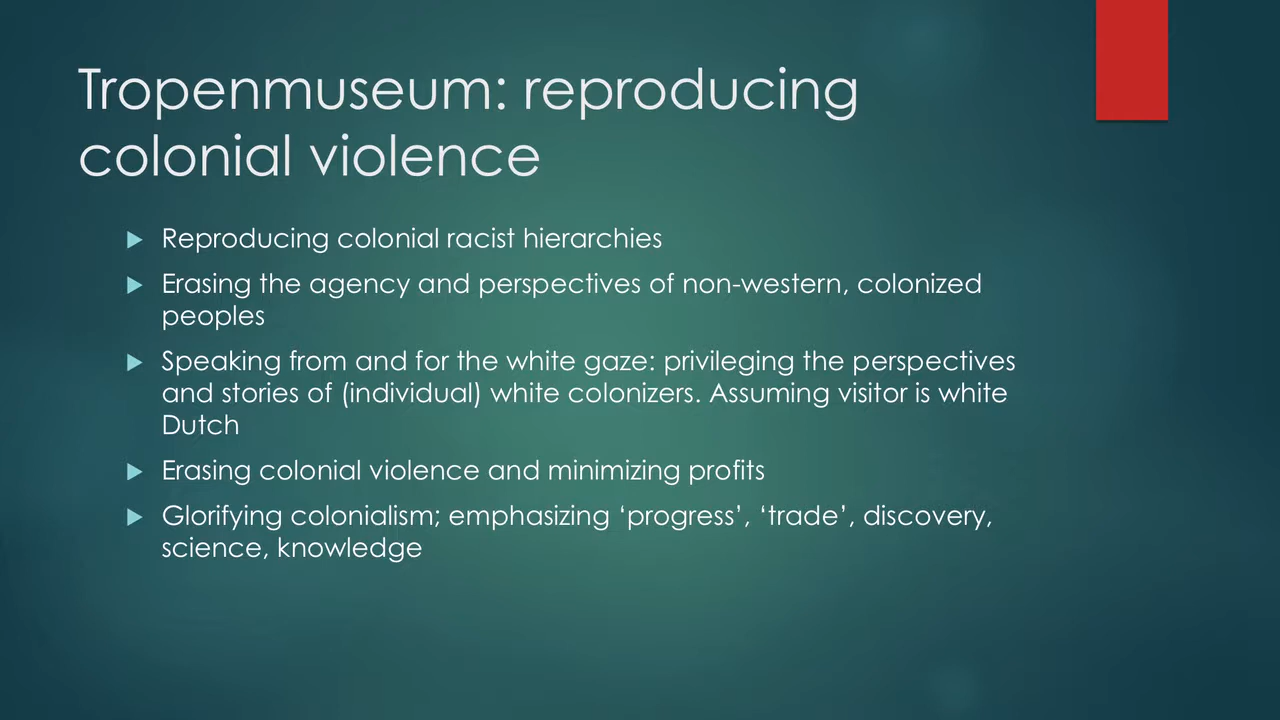 Tropenmuseum: reproducing
colonial violence
Reproducing colonial racist hierarchies
Erasing the agency and perspectives of non-western, colonized
peoples
Speaking from and for the white gaze: privileging the perspectives
and stories of (individual) white colonizers. Assuming visitor is white
Dutch
Erasing colonial violence and minimizing profits
Glorifying colonialism; emphasizing ‘progress’, ‘trade’, discovery,
science, knowledge